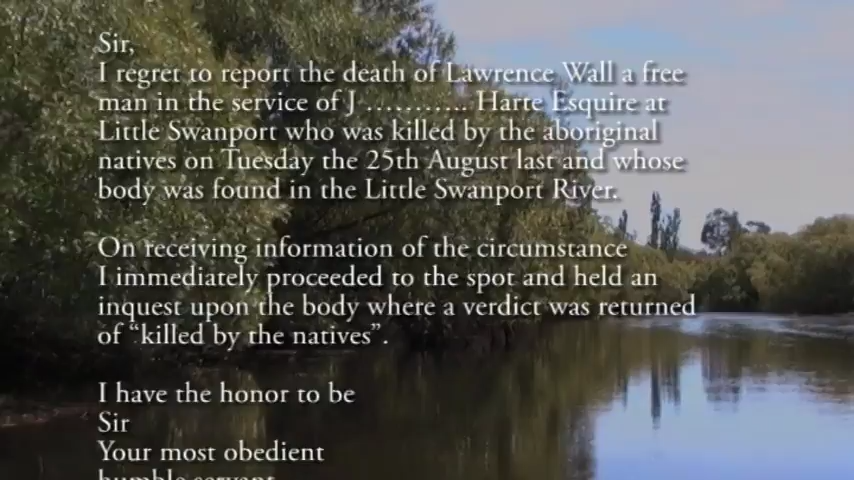 Sir,
I regret to report the death of Lawrence Wall a free
man in the service of J ……….. Harte Esquire at
Little Swanport who was killed by the aboriginal
natives on Tuesday the 25th August last and whose
body was found in the Little Swanport River.
On receiving information of the circumstance
I immediately proceeded to the spot and held an
inquest upon the body where a verdict was returned
of “killed by the natives”.
I have the honor to be
Sir
Your most obedient
humble servant